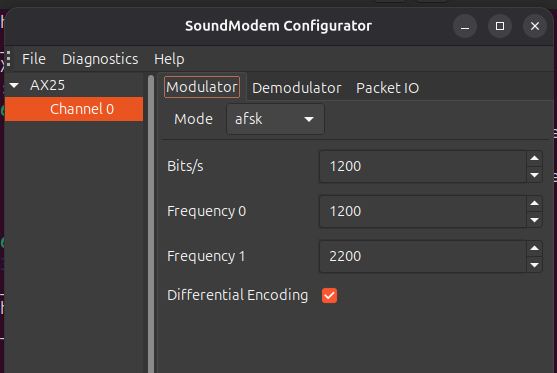 SoundModem Configurator
File Diagnostics Help
AX25
Channel 0
Modulator Demodulator Packet IO
Mode afsk
Bits/s 1200
Frequency 0 1200
Frequency 1 2200
Differential Encoding